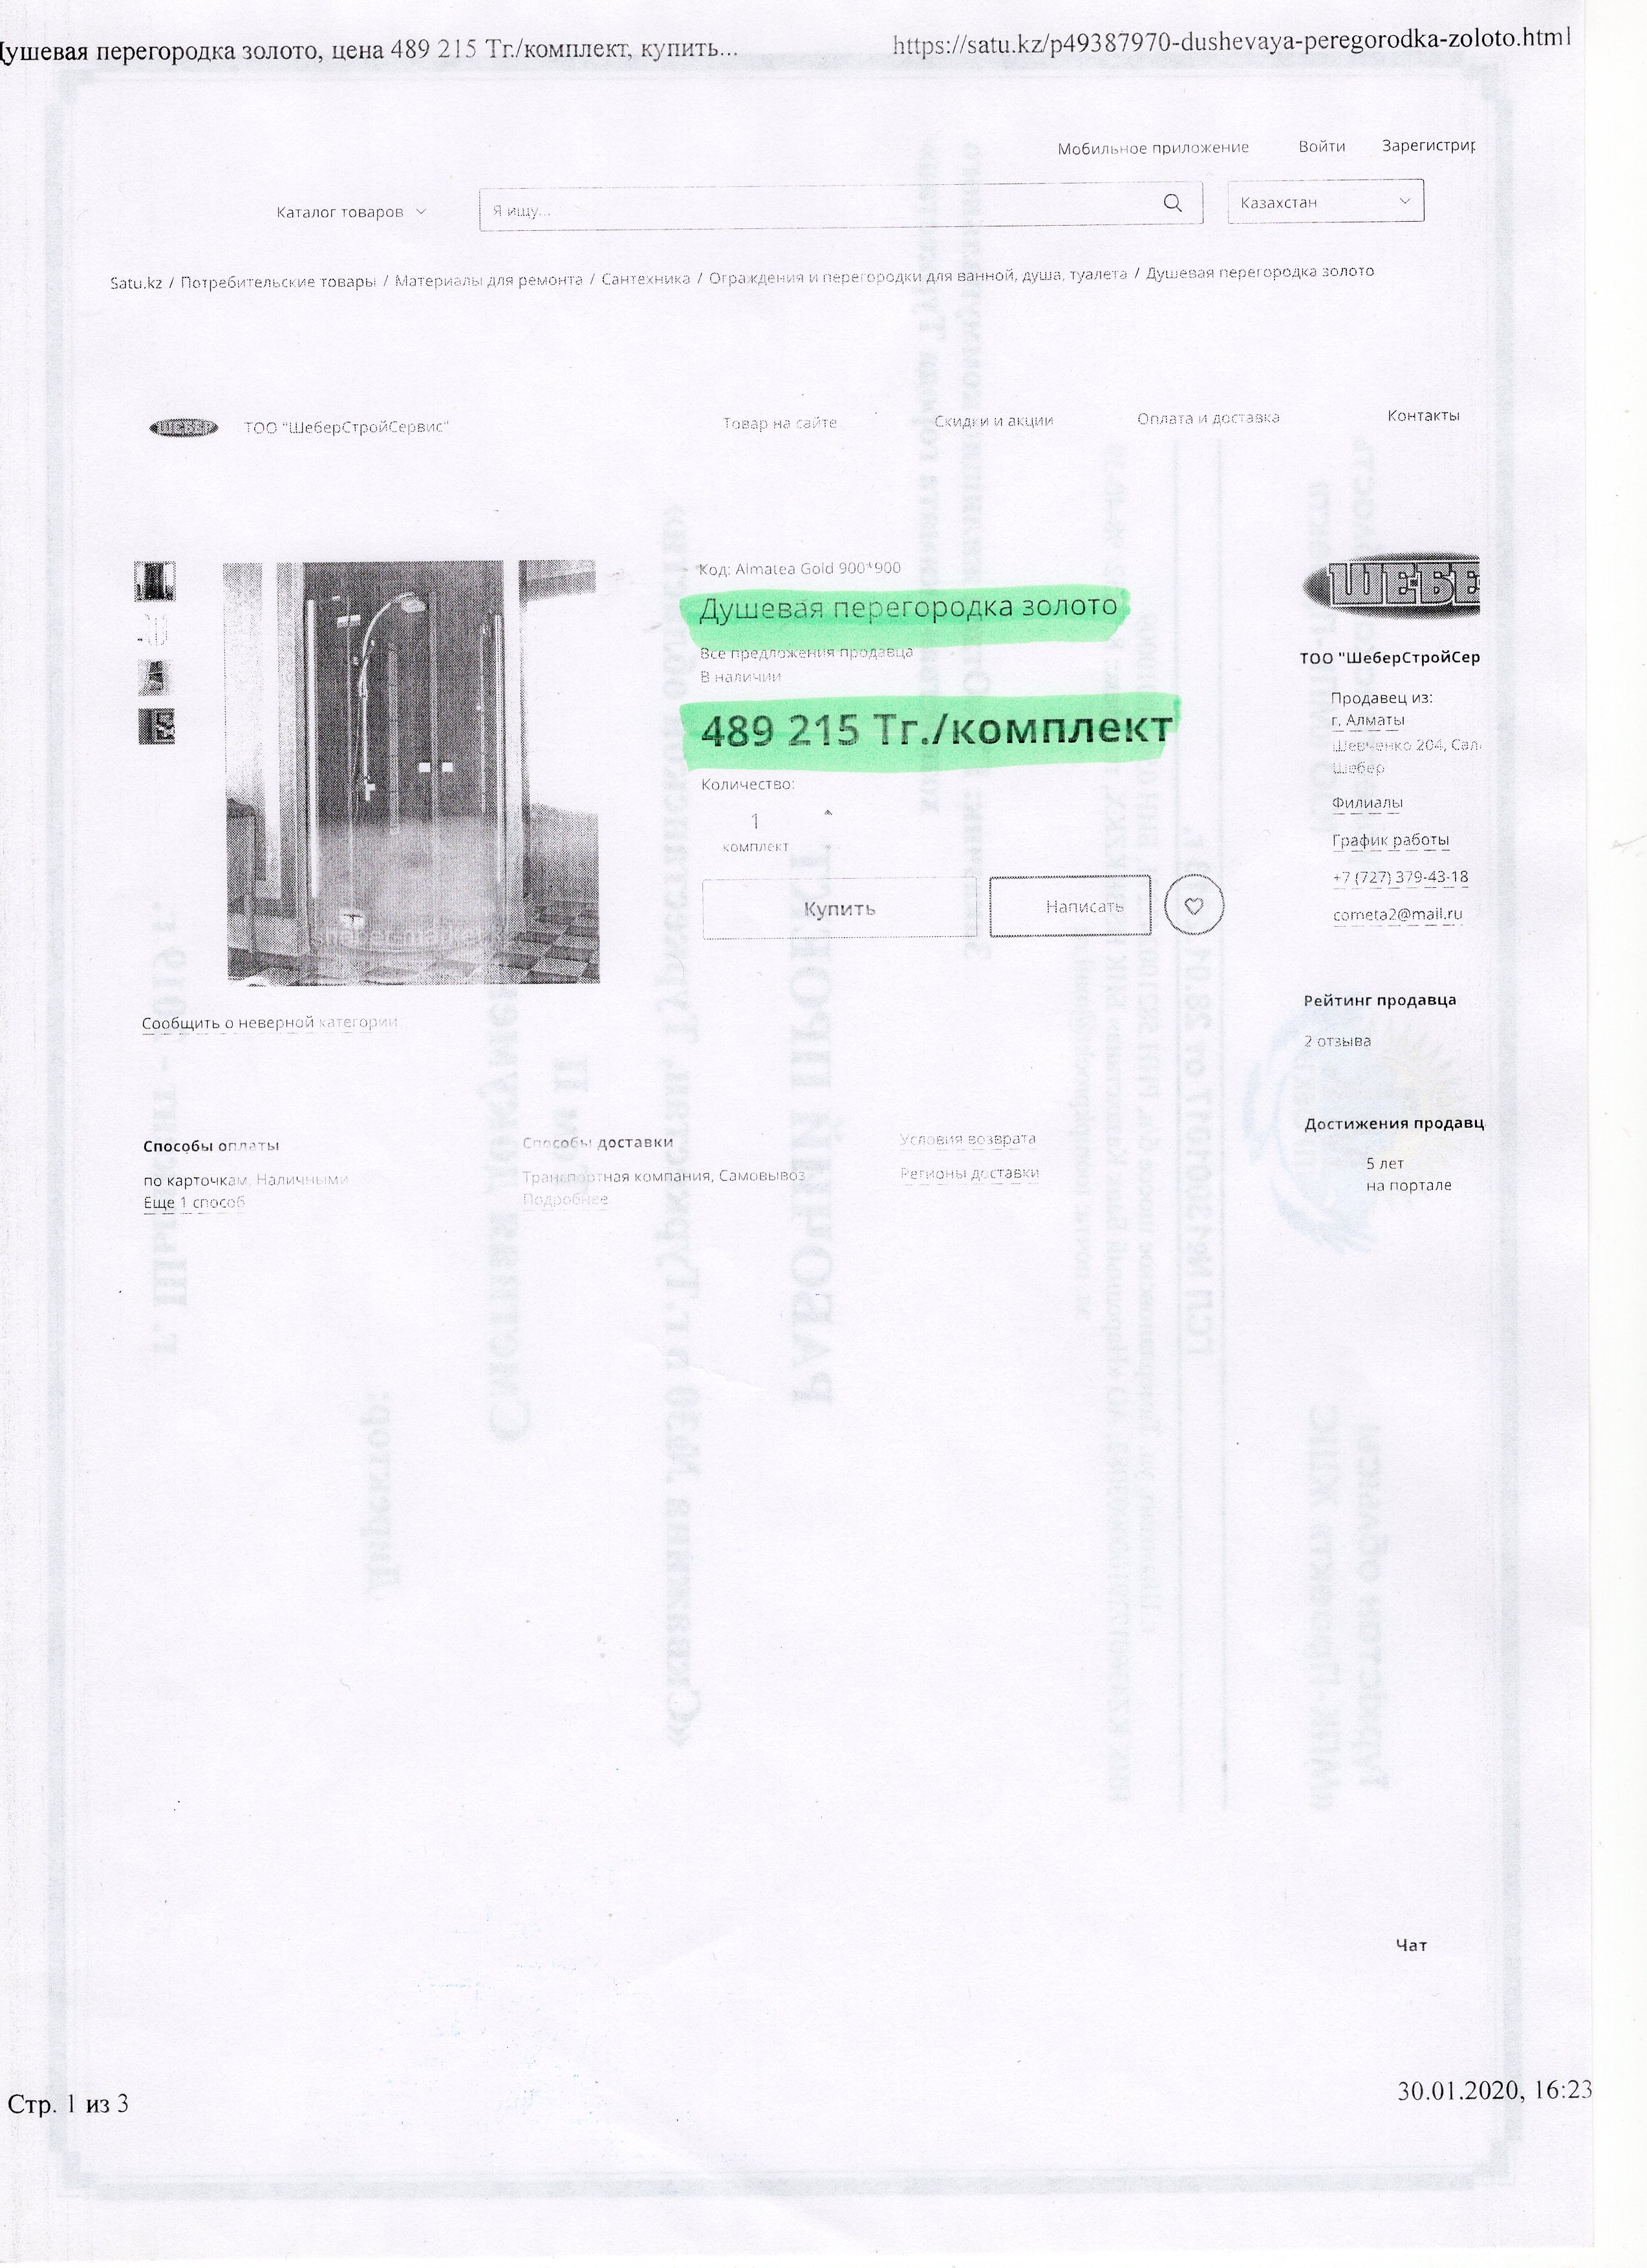 Душевая перегородка золото, цена 489 215 Тг./комплект, купить... https://satu.kz/p49387970-dushevaya-peregorodka-zoloto.html
Мобильное приложение Войти Зарегистрир
Каталог товаров Я ищу... Казахстан
Satu.kz / Потребительские товары / Материалы для ремонта / Сантехника / Ограждения и перегородки для ванной, душа, туалета / Душевая перегородка золото
ШЕБЕР ТОО "ШеберСтройСервис" Товар на сайте Скидки и акции Оплата и доставка Контакты
Код: Almatea Gold 900*900
Душевая перегородка золото
Все предложения продавца
В наличии
489 215 Тг./комплект
Количество:
1
комплект
Купить Написать
Сообщить о неверной категории
ШЕБЕ
ТОО "ШеберСтройСер
Продавец из:
г. Алматы
Шевченко 204, Сал
Шебер
Филиалы
График работы
+7 (727) 379-43-18
cometa2@mail.ru
Рейтинг продавца
2 отзыва
Достижения продавц
5 лет
на портале
Способы оплаты
по карточкам, Наличными
Еще 1 способ
Способы доставки
Транспортная компания, Самовывоз
Подробнее
Условия возврата
Регионы доставки
Чат
Стр. 1 из 3 30.01.2020, 16:23